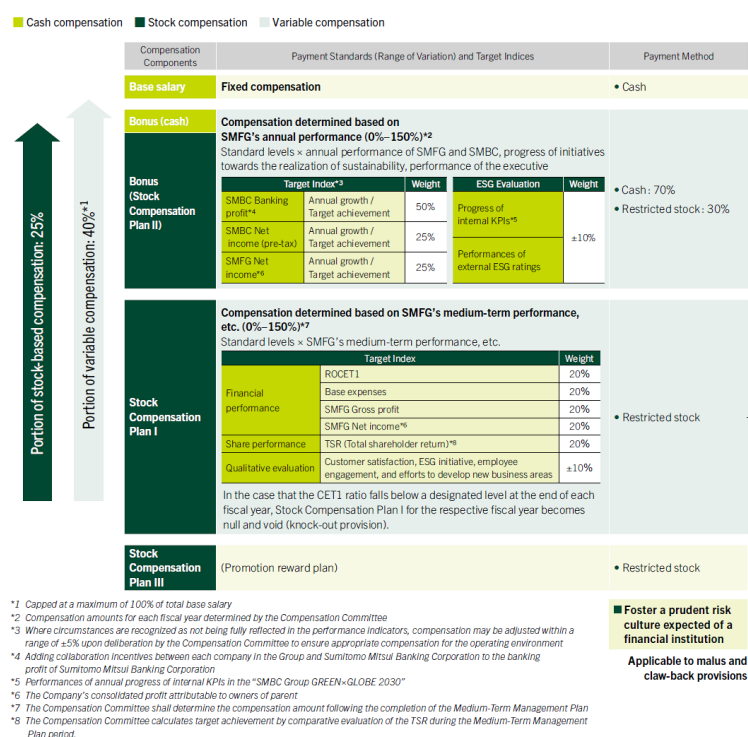 Cash compensation Stock compensation Variable compensation
Compensation
Components
Payment Standards (Range of Variation) and Target Indices
Payment Method
Base salary
Fixed compensation
• Cash
Portion of stock-based compensation: 25%
Portion of variable compensation: 40%*1
Bonus (cash)
Bonus
(Stock
Compensation
Plan II)
Compensation determined based on
SMFG's annual performance (0%–150%)*2
Standard levels × annual performance of SMFG and SMBC, progress of initiatives
towards the realization of sustainability, performance of the executive
Target Index*3 Weight
SMBC Banking
profit*4
Annual growth /
Target achievement
50%
SMBC Net
income (pre-tax)
Annual growth /
Target achievement
25%
SMFG Net
income*6
Annual growth /
Target achievement
25%
ESG Evaluation Weight
Progress of
internal KPIs*5
Performances of
external ESG ratings
±10%
• Cash: 70%
• Restricted stock: 30%
Stock
Compensation
Plan I
Compensation determined based on SMFG's medium-term performance,
etc. (0%–150%)*7
Standard levels × SMFG's medium-term performance, etc.
Target Index Weight
Financial
performance
ROCET1 20%
Base expenses 20%
SMFG Gross profit 20%
SMFG Net income*6 20%
Share performance TSR (Total shareholder return)*8 20%
Qualitative evaluation
Customer satisfaction, ESG initiative, employee
engagement, and efforts to develop new business areas
±10%
In the case that the CET1 ratio falls below a designated level at the end of each
fiscal year, Stock Compensation Plan I for the respective fiscal year becomes
null and void (knock-out provision).
• Restricted stock
Stock
Compensation
Plan III
(Promotion reward plan)
• Restricted stock
*1 Capped at a maximum of 100% of total base salary
*2 Compensation amounts for each fiscal year determined by the Compensation Committee
*3 Where circumstances are recognized as not being fully reflected in the performance indicators, compensation may be adjusted within a
range of ±5% upon deliberation by the Compensation Committee to ensure appropriate compensation for the operating environment
*4 Adding collaboration incentives between each company in the Group and Sumitomo Mitsui Banking Corporation to the banking
profit of Sumitomo Mitsui Banking Corporation
*5 Performances of annual progress of internal KPIs in the "SMBC Group GREEN×GLOBE 2030"
*6 The Company's consolidated profit attributable to owners of parent
*7 The Compensation Committee shall determine the compensation amount following the completion of the Medium-Term Management Plan
*8 The Compensation Committee calculates target achievement by comparative evaluation of the TSR during the Medium-Term Management
Plan period.
Foster a prudent risk
culture expected of a
financial institution
Applicable to malus and
claw-back provisions